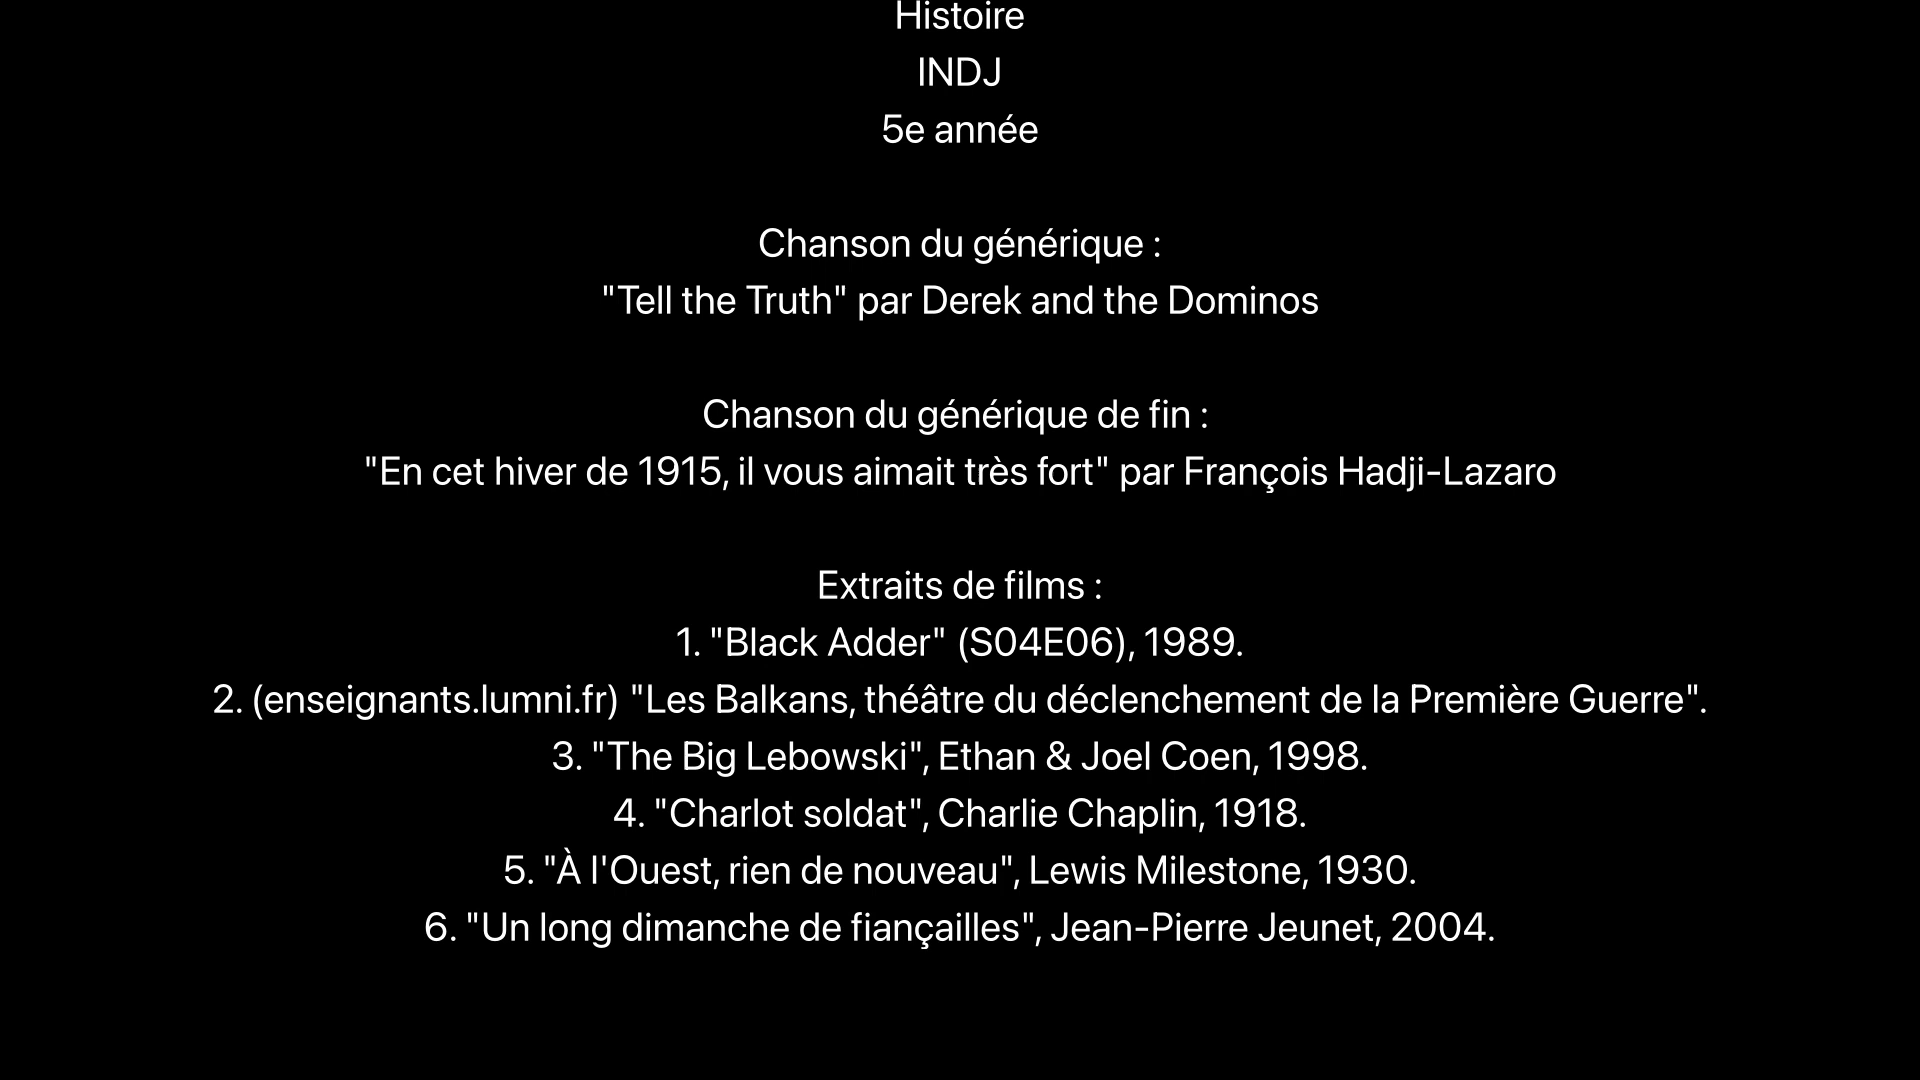 Histoire
INDJ
5e année
Chanson du générique :
"Tell the Truth" par Derek and the Dominos
Chanson du générique de fin :
"En cet hiver de 1915, il vous aimait très fort" par François Hadji-Lazaro
Extraits de films :
1. "Black Adder" (S04E06), 1989.
2. (enseignants.lumni.fr) "Les Balkans, théâtre du déclenchement de la Première Guerre".
3. "The Big Lebowski", Ethan & Joel Coen, 1998.
4. "Charlot soldat", Charlie Chaplin, 1918.
5. "À l'Ouest, rien de nouveau", Lewis Milestone, 1930.
6. "Un long dimanche de fiançailles", Jean-Pierre Jeunet, 2004.